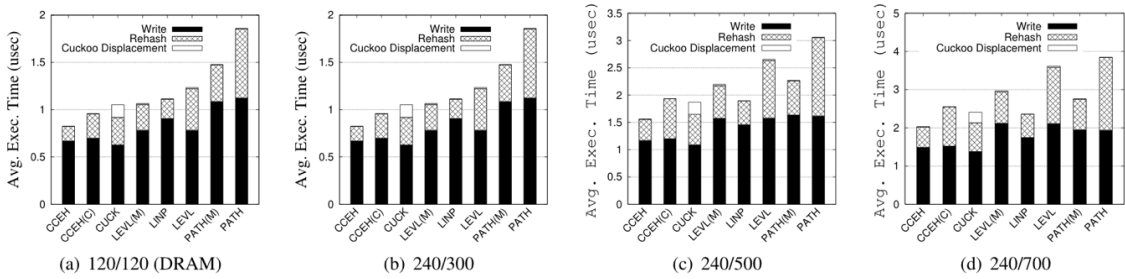 Avg. Exec. Time (usec)
2
1.5
1
0.5
0
Write
Rehash
Cuckoo Displacement
CCEH
CCEH(C)
CUCK
LEVL(M)
LINP
LEVL
PATH(M)
PATH
(a) 120/120 (DRAM)
Avg. Exec. Time (usec)
2
1.5
1
0.5
0
Write
Rehash
Cuckoo Displacement
CCEH
CCEH(C)
CUCK
LEVL(M)
LINP
LEVL
PATH(M)
PATH
(b) 240/300
Avg. Exec. Time (usec)
3.5
3
2.5
2
1.5
1
0.5
0
Write
Rehash
Cuckoo Displacement
CCEH
CCEH(C)
CUCK
LEVL(M)
LINP
LEVL
PATH(M)
PATH
(c) 240/500
Avg. Exec. Time (usec)
5
4
3
2
1
0
Write
Rehash
Cuckoo Displacement
CCEH
CCEH(C)
CUCK
LEVL(M)
LINP
LEVL
PATH(M)
PATH
(d) 240/700